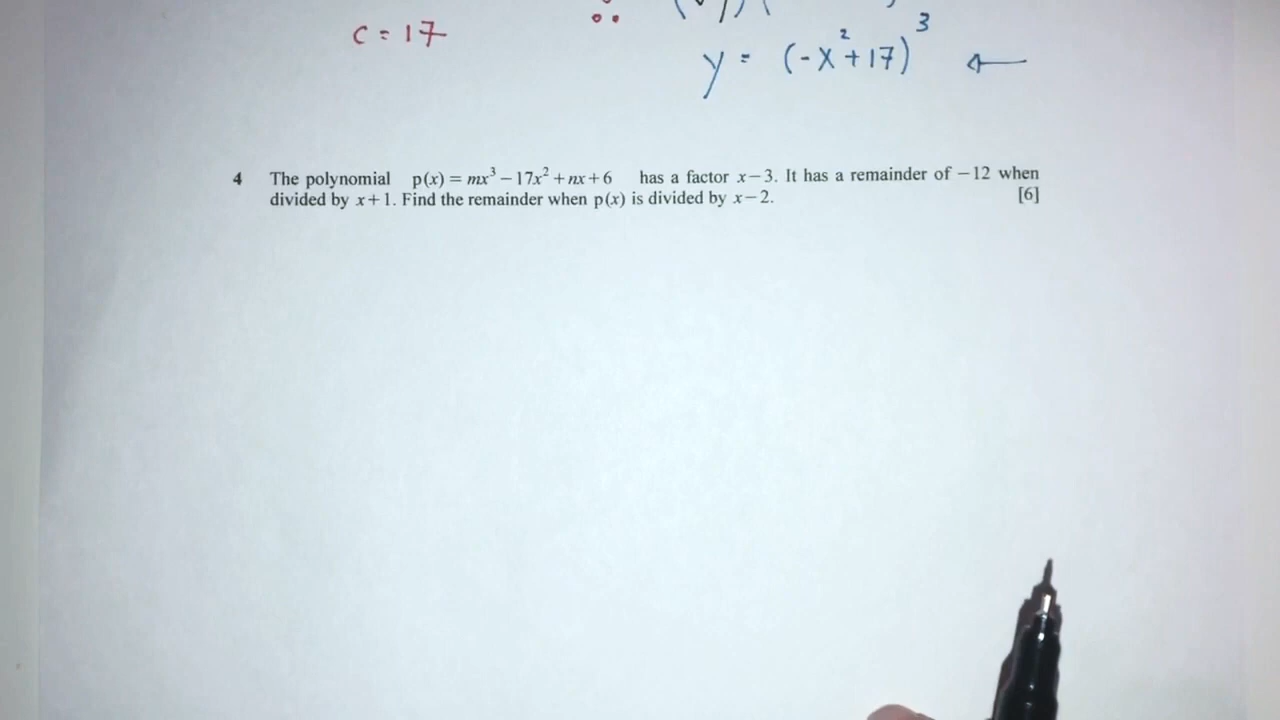 c = 17
∴
y = (-x² + 17)³ ←
4 The polynomial p(x) = mx³ − 17x² + nx + 6 has a factor x − 3. It has a remainder of −12 when
divided by x + 1. Find the remainder when p(x) is divided by x − 2. [6]